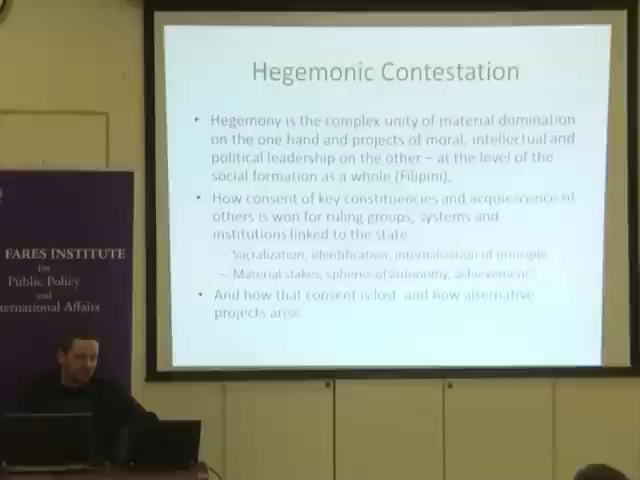 Hegemonic Contestation
• Hegemony is the complex unity of material domination
on the one hand and projects of moral, intellectual and
political leadership on the other – at the level of the
social formation as a whole (Filipini),
• How consent of key constituencies and acquiescence of
others is won for ruling groups, systems and
institutions linked to the state
– Sacralization, identification, internalization of principle
– Material stakes, spheres of autonomy, achievements
• And how that consent is lost and how alternative
projects arise
FARES INSTITUTE
for
Public Policy
and
ternational Affairs